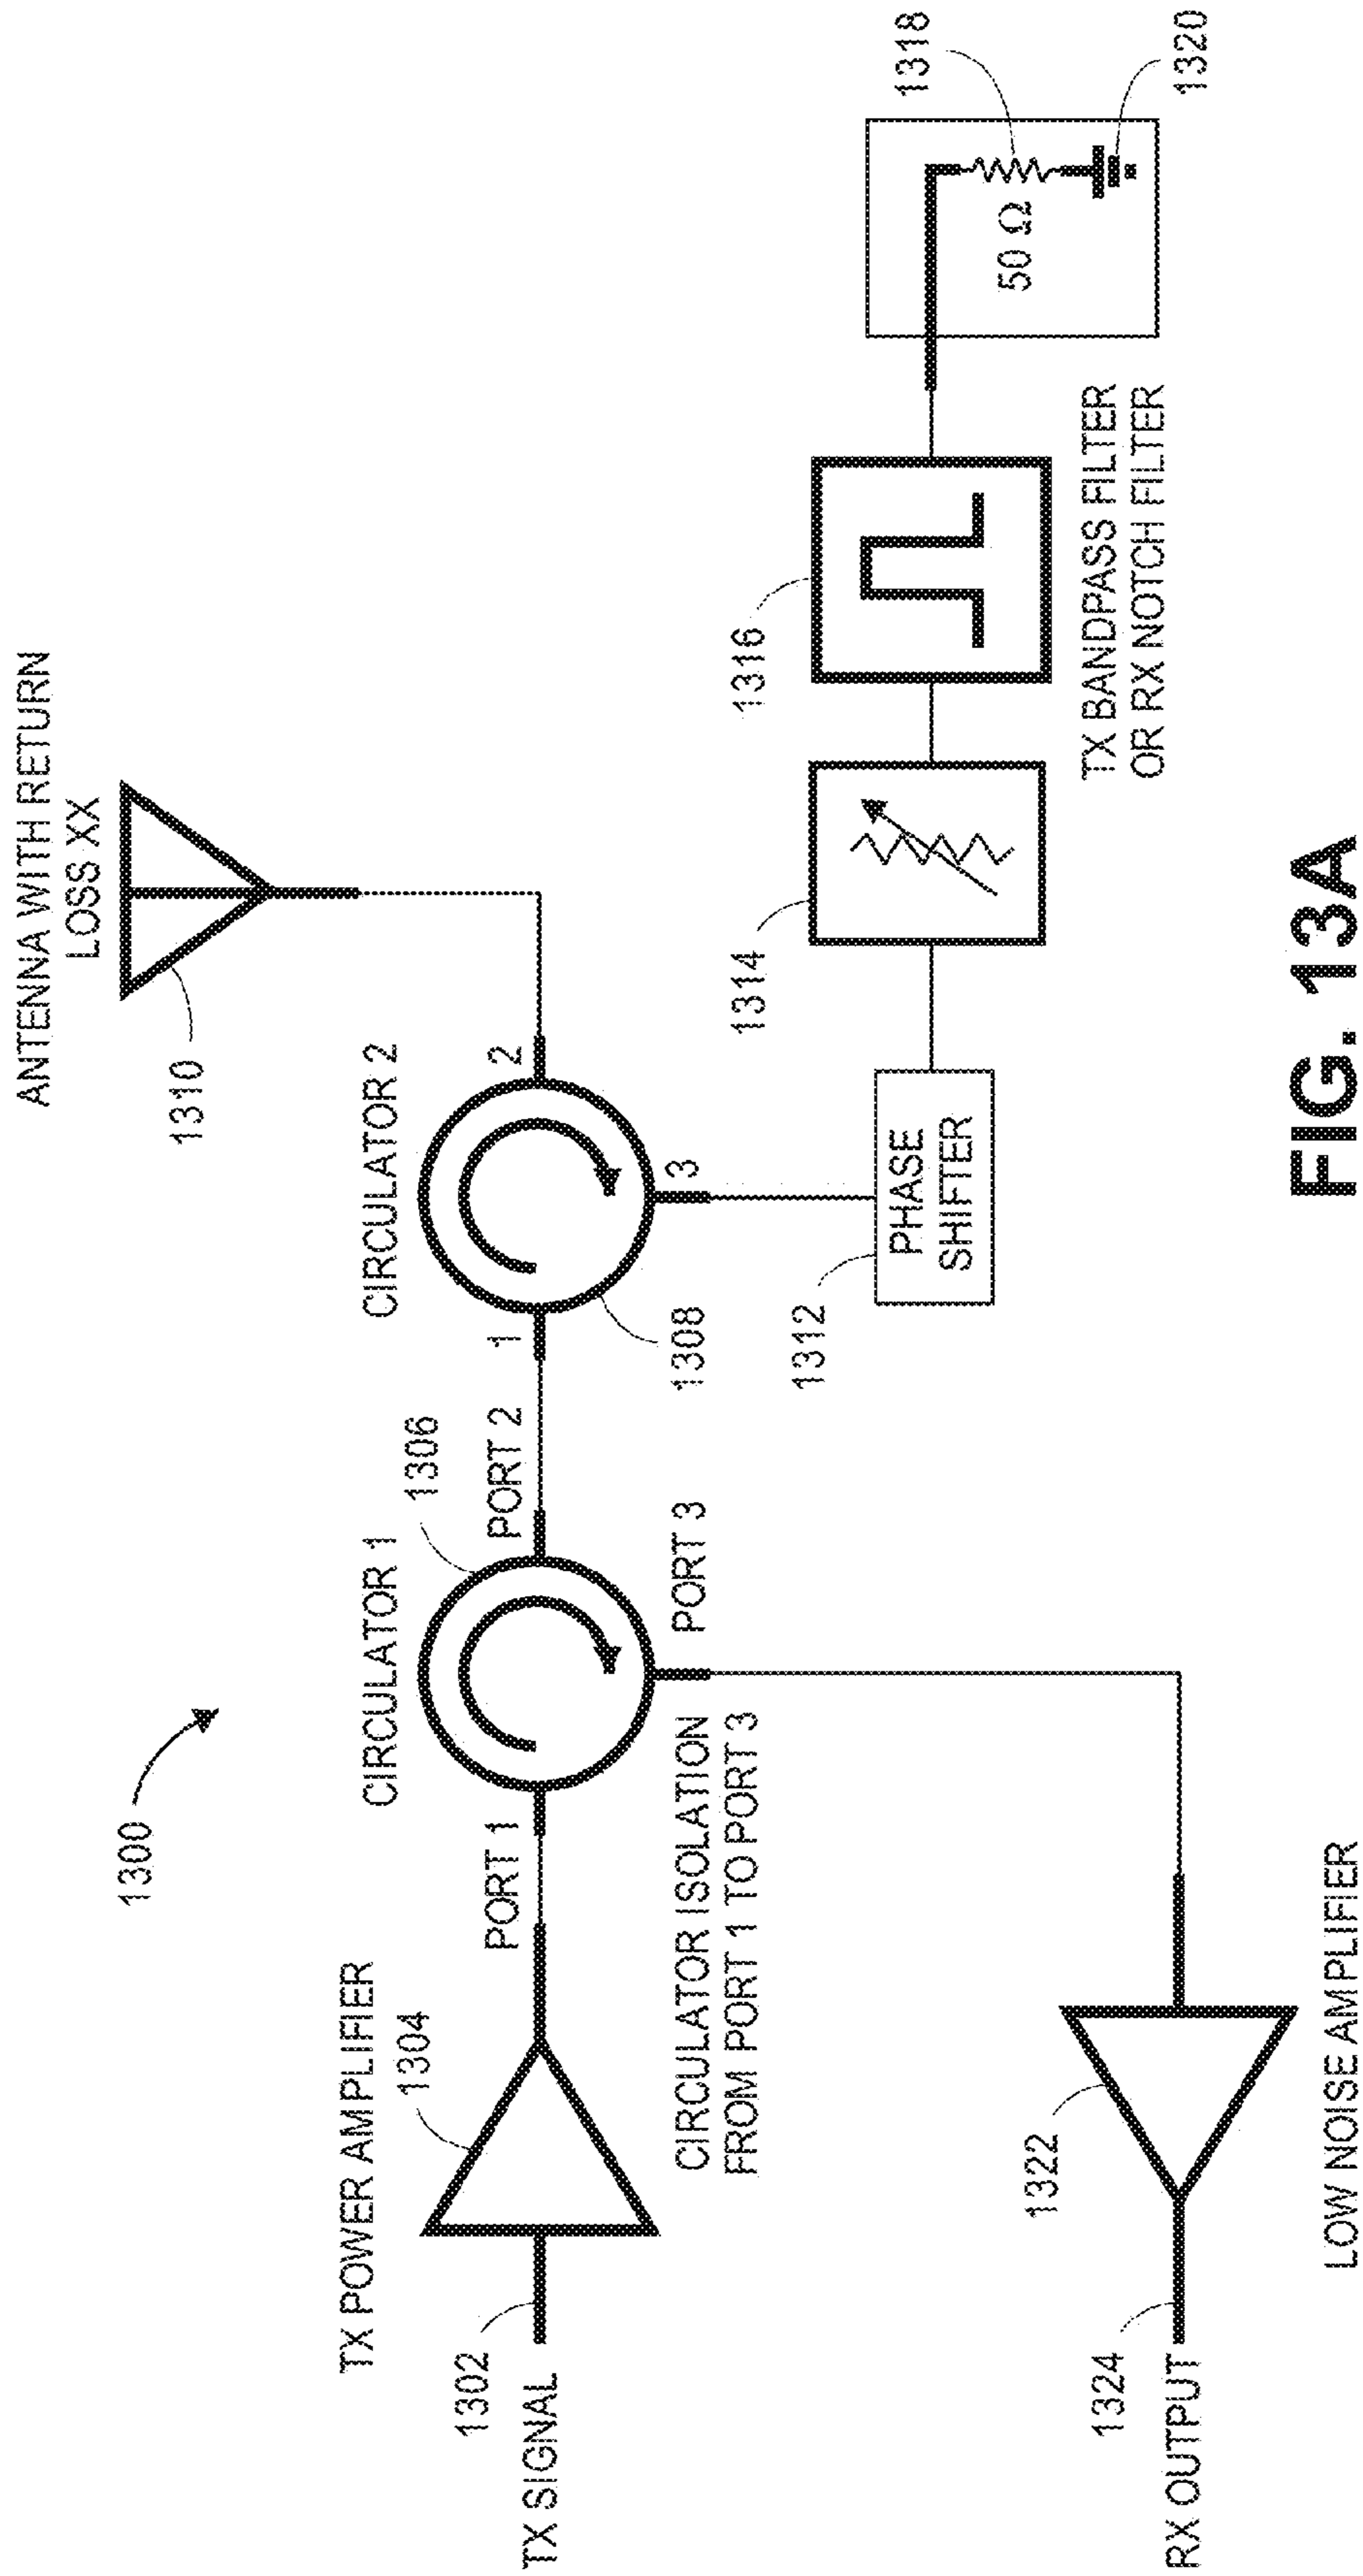 1300
ANTENNA WITH RETURN
LOSS XX
1310
TX POWER AMPLIFIER
1304
1302
TX SIGNAL
PORT 1
CIRCULATOR 1
1306
PORT 2
PORT 3
CIRCULATOR ISOLATION
FROM PORT 1 TO PORT 3
CIRCULATOR 2
1
2
3
1308
1312
PHASE
SHIFTER
1314
1316
TX BANDPASS FILTER
OR RX NOTCH FILTER
50 Ω
1318
1320
1322
1324
RX OUTPUT
LOW NOISE AMPLIFIER
FIG. 13A